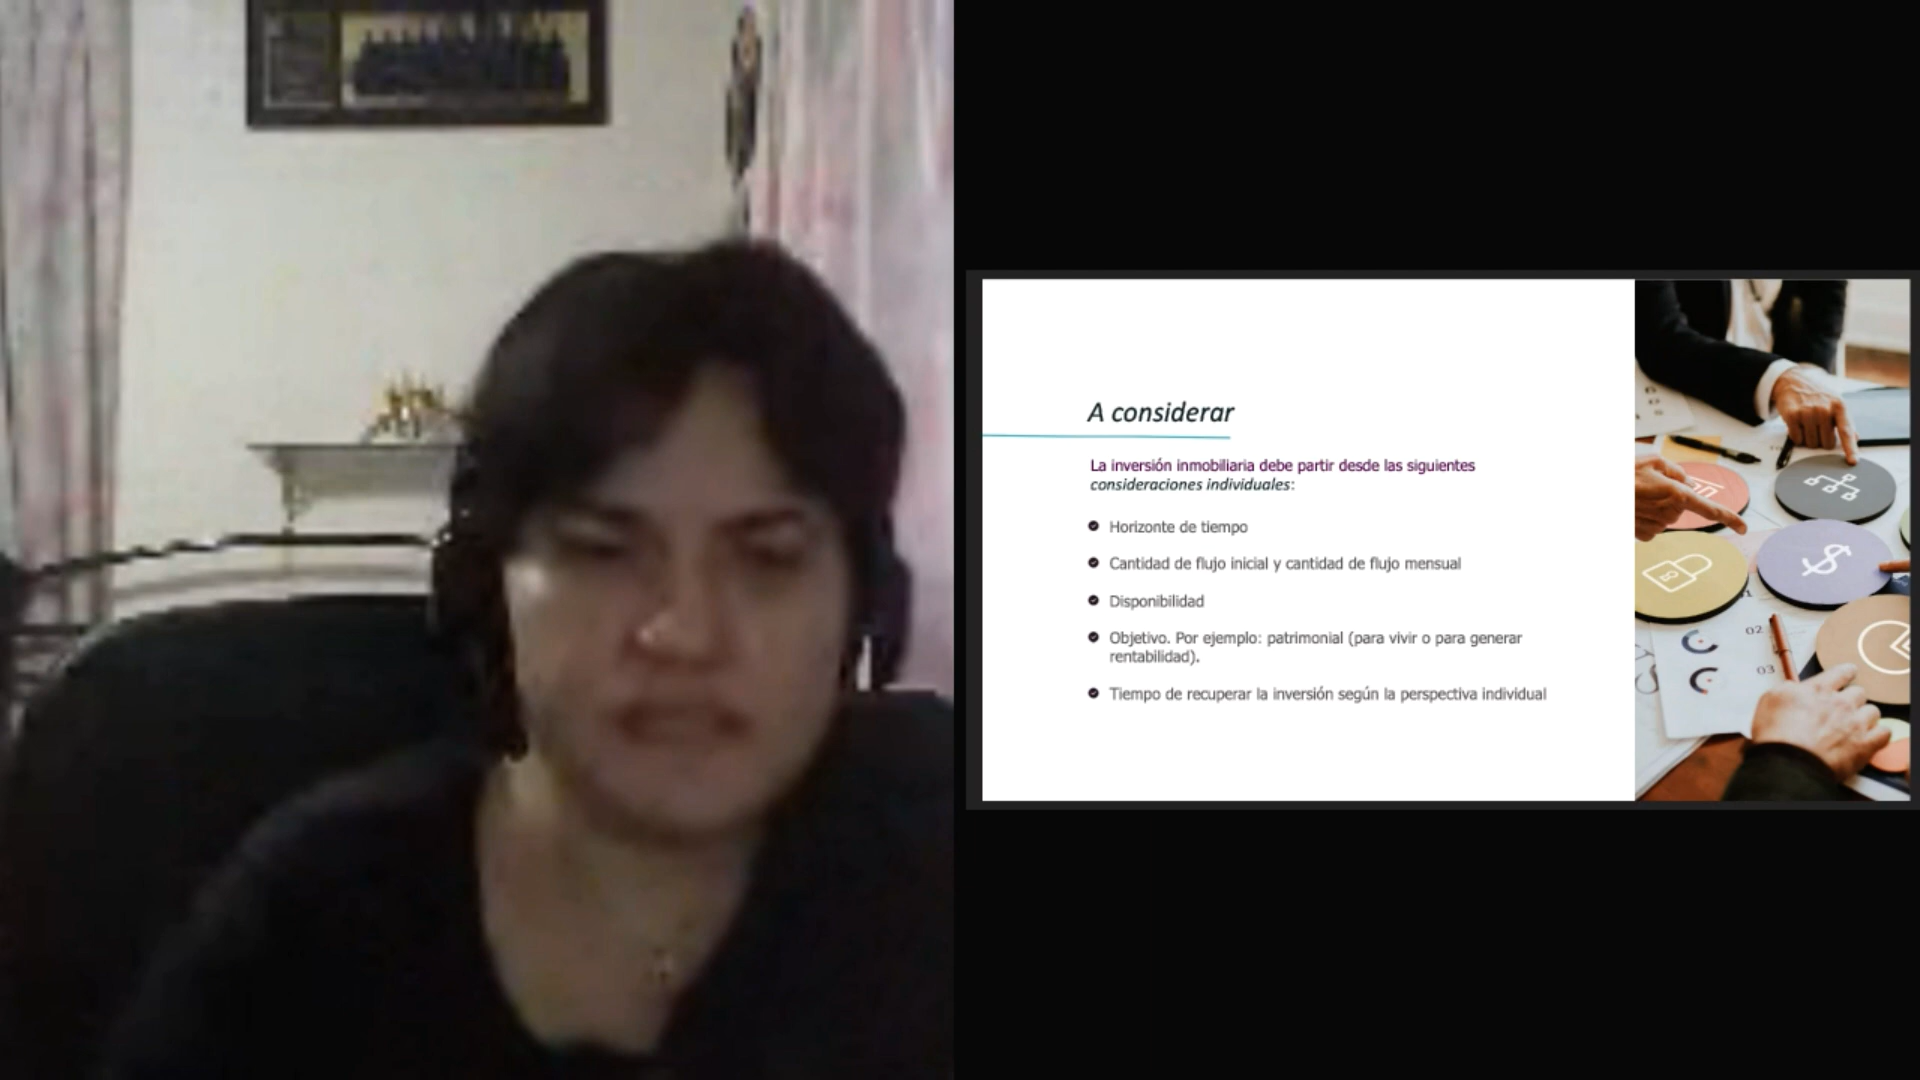 A considerar
La inversión inmobiliaria debe partir desde las siguientes
consideraciones individuales:
Horizonte de tiempo
Cantidad de flujo inicial y cantidad de flujo mensual
Disponibilidad
Objetivo. Por ejemplo: patrimonial (para vivir o para generar
rentabilidad).
Tiempo de recuperar la inversión según la perspectiva individual
02
03